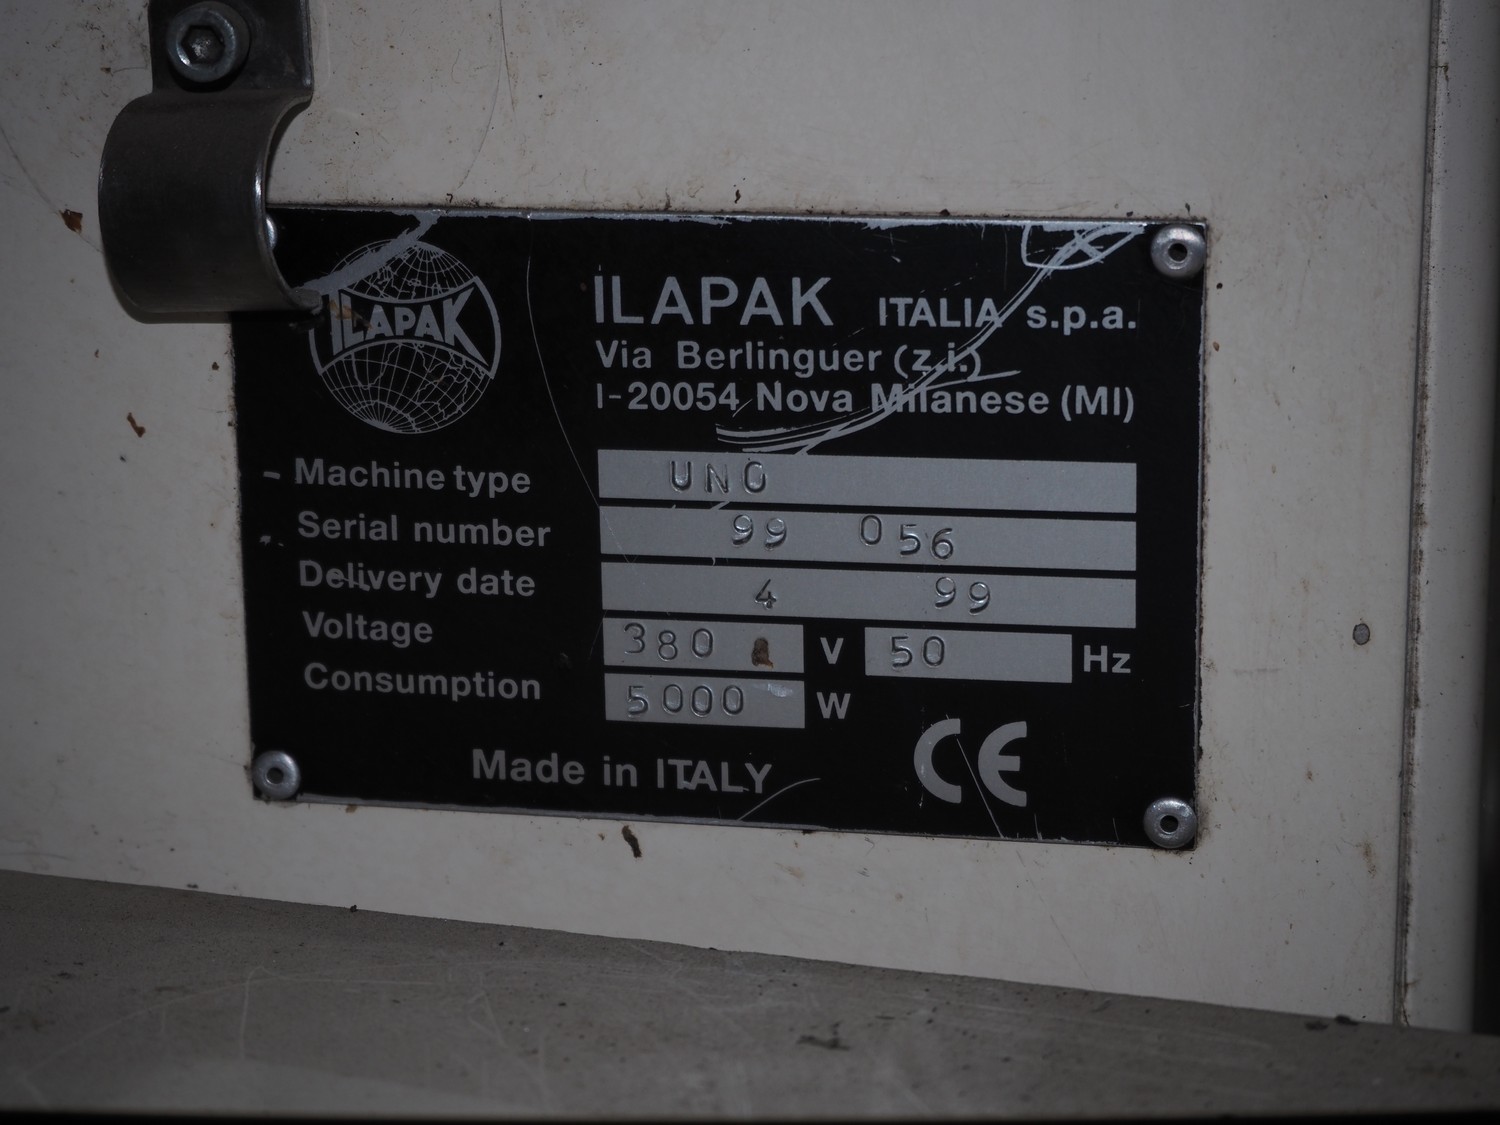 ILAPAK
ILAPAK ITALIA s.p.a.
Via Berlinguer (z.i.)
I-20054 Nova Milanese (MI)
Machine type UNO
Serial number 99 056
Delivery date 4 99
Voltage 380 V 50 Hz
Consumption 5000 W
Made in ITALY CE